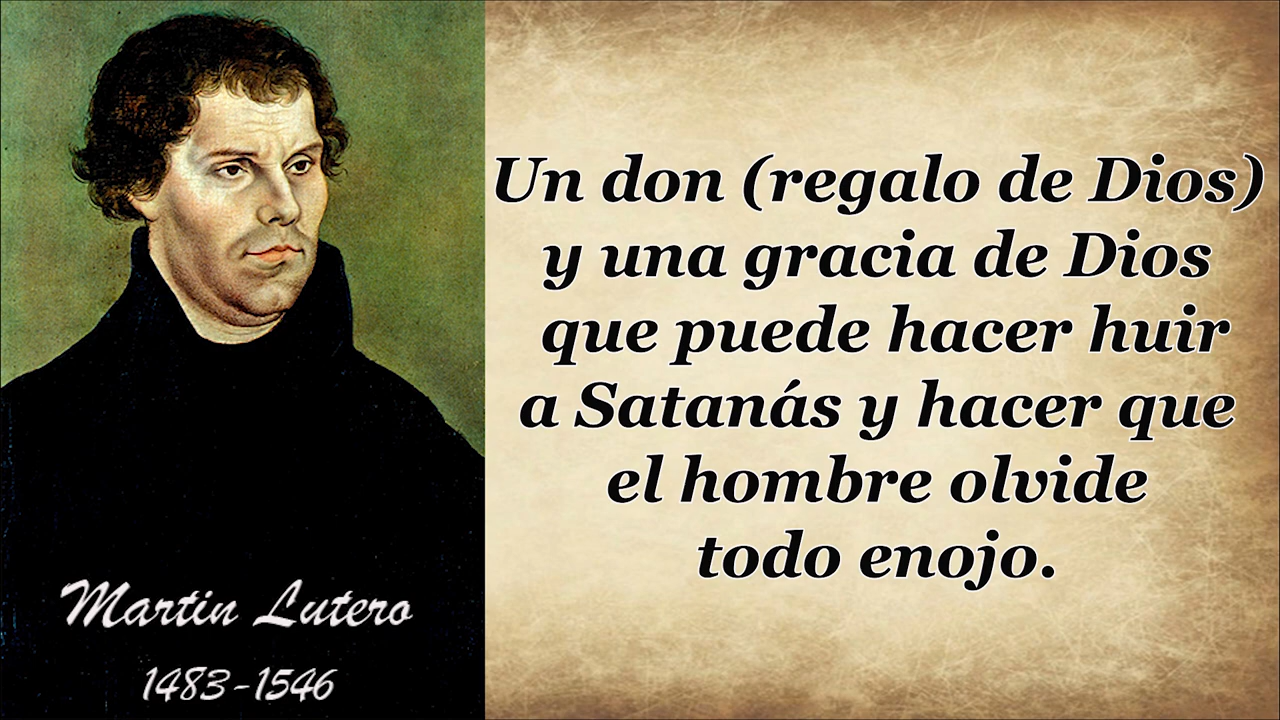 Un don (regalo de Dios)
y una gracia de Dios
que puede hacer huir
a Satanás y hacer que
el hombre olvide
todo enojo.
Martin Lutero
1483-1546